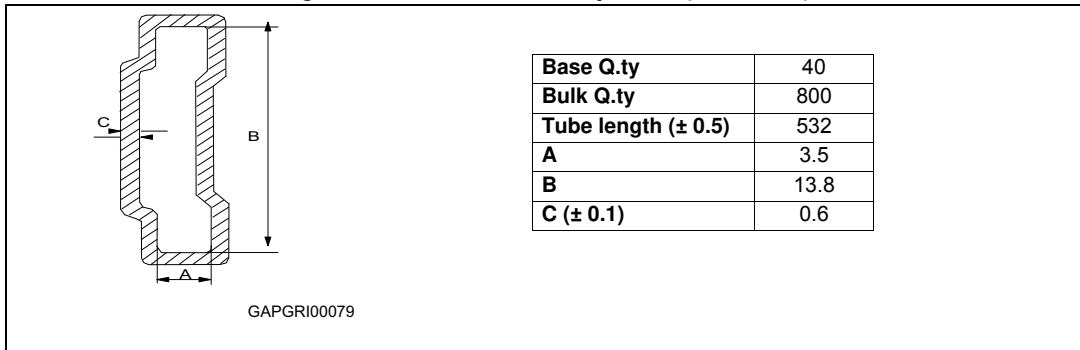 C
B
A
GAPGRI00079
Base Q.ty 40
Bulk Q.ty 800
Tube length (± 0.5) 532
A 3.5
B 13.8
C (± 0.1) 0.6